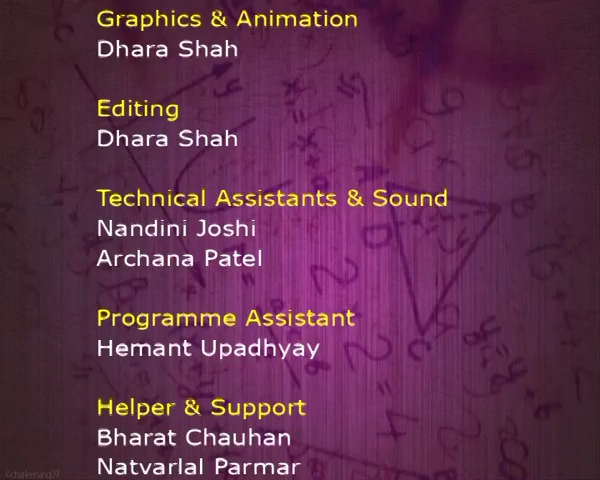 Graphics & Animation
Dhara Shah
Editing
Dhara Shah
Technical Assistants & Sound
Nandini Joshi
Archana Patel
Programme Assistant
Hemant Upadhyay
Helper & Support
Bharat Chauhan
Natvarlal Parmar